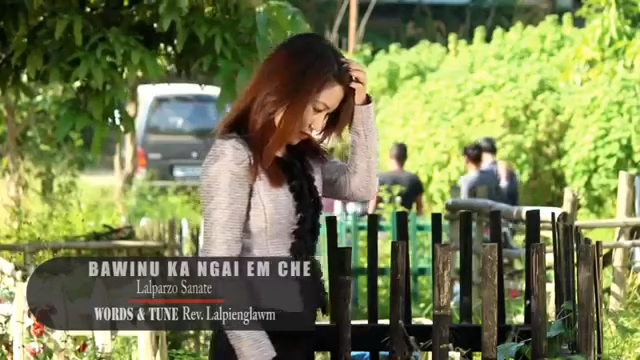 BAWINU KA NGAI EM CHE
Lalparzo Sanate
WORDS & TUNE Rev. Lalpienglawm